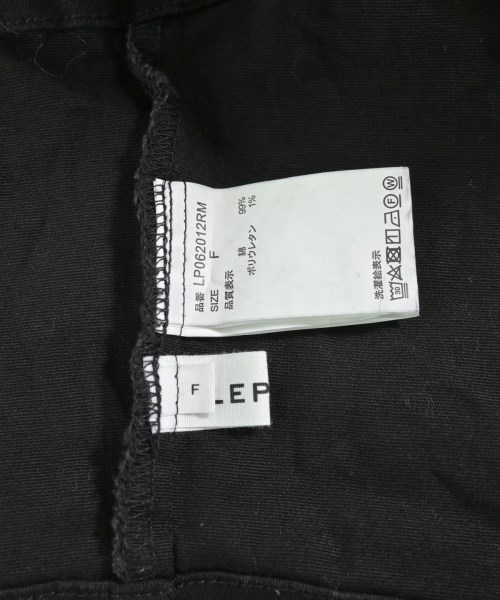 品番 LP062012RM
SIZE F
品質表示
綿 99%
ポリウレタン 1%
洗濯絵表示
F
LEP